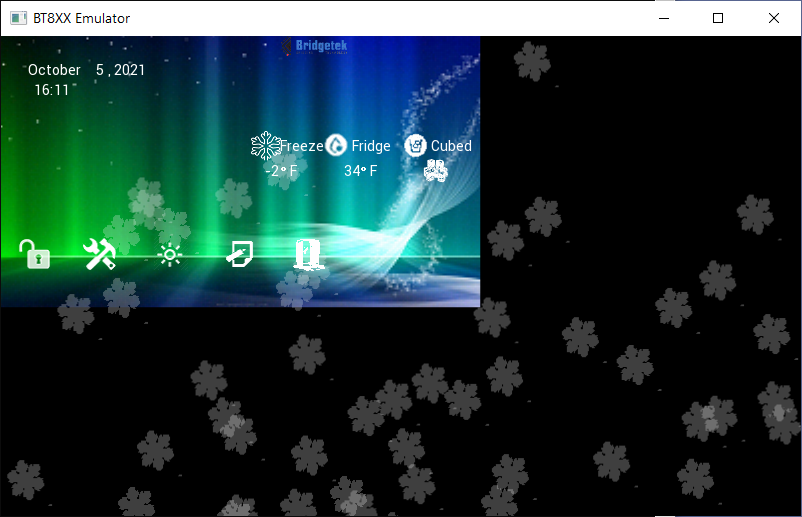 BT8XX Emulator
Bridgetek
October 5 , 2021
16:11
Freeze Fridge Cubed
-2° F 34° F